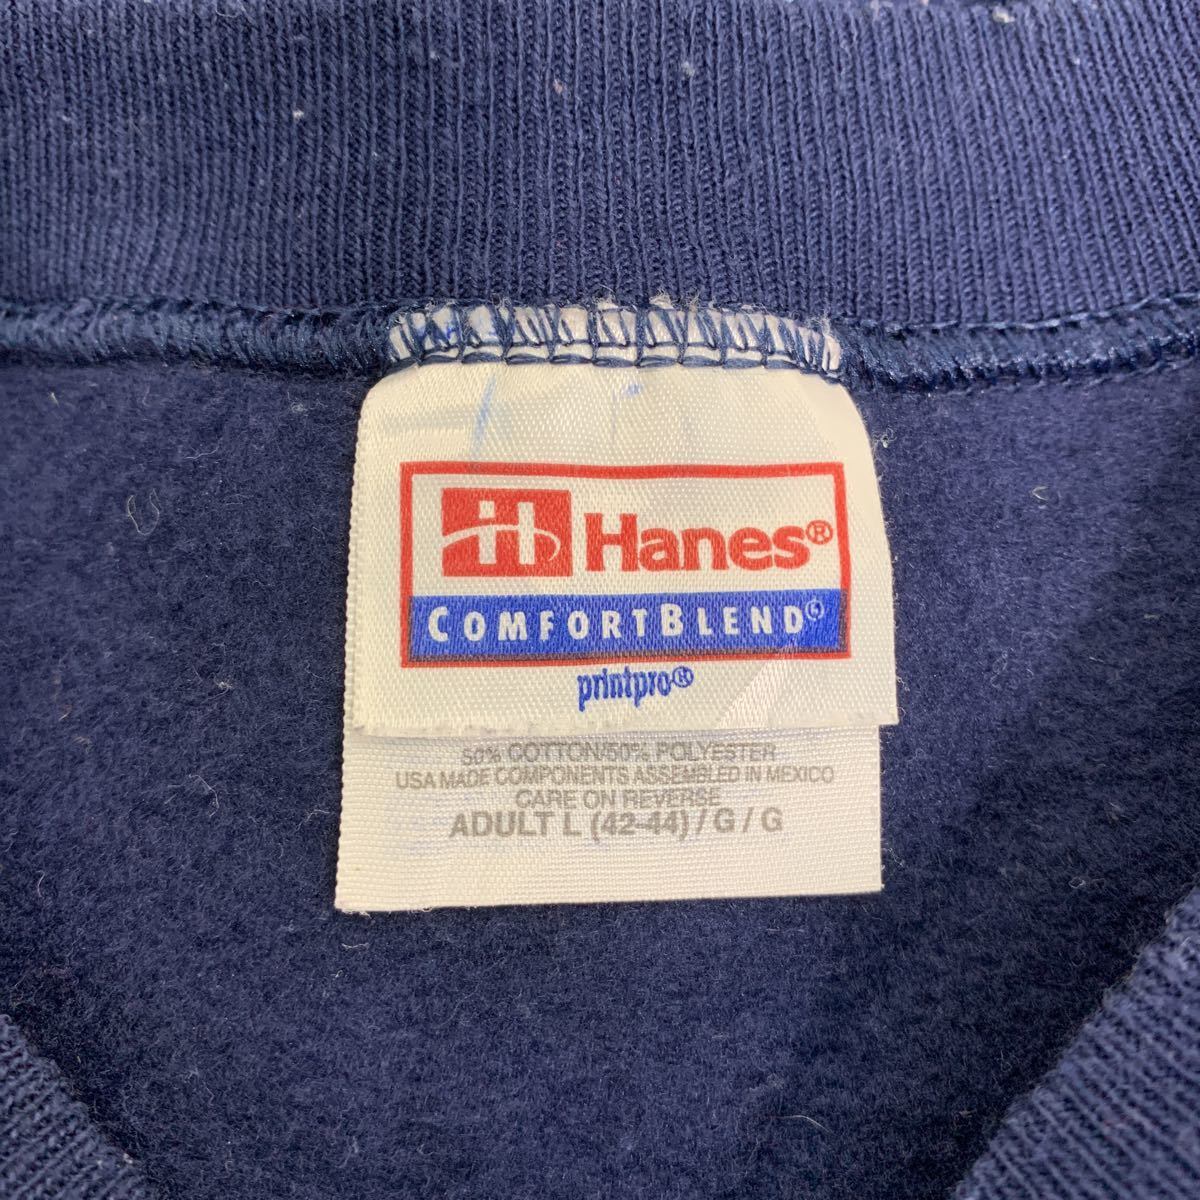 H Hanes®
COMFORTBLEND®
printpro®
50% COTTON/50% POLYESTER
USA MADE COMPONENTS ASSEMBLED IN MEXICO
CARE ON REVERSE
ADULT L (42-44) / G / G